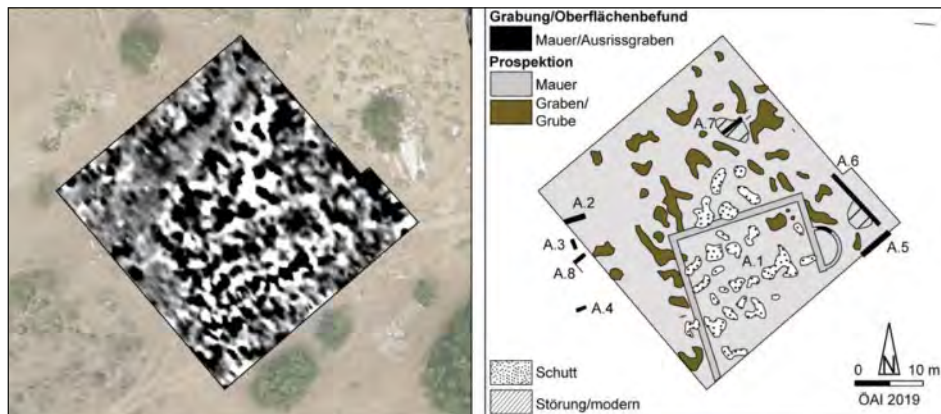 Grabung/Oberflächenbefund
Mauer/Ausrissgraben
Prospektion
Mauer
Graben/
Grube
A.7
A.6
A.2
A.3
A.8
A.1
A.5
A.4
Schutt
Störung/modern
N
0 10 m
ÖAI 2019